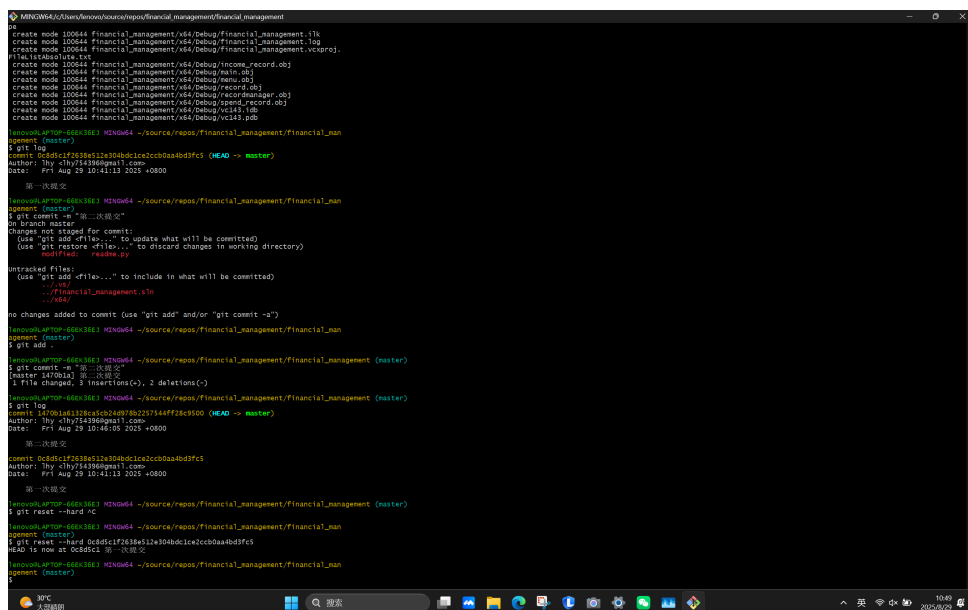 MINGW64:/c/Users/lenovo/source/repos/financial_management/financial_management
pe
create mode 100644 financial_management/x64/Debug/financial_management.ilk
create mode 100644 financial_management/x64/Debug/financial_management.log
create mode 100644 financial_management/x64/Debug/financial_management.vcxproj.
FileListAbsolute.txt
create mode 100644 financial_management/x64/Debug/income_record.obj
create mode 100644 financial_management/x64/Debug/main.obj
create mode 100644 financial_management/x64/Debug/menu.obj
create mode 100644 financial_management/x64/Debug/record.obj
create mode 100644 financial_management/x64/Debug/recordmanager.obj
create mode 100644 financial_management/x64/Debug/spend_record.obj
create mode 100644 financial_management/x64/Debug/vc143.idb
create mode 100644 financial_management/x64/Debug/vc143.pdb
lenovo@LAPTOP-66EK36EJ MINGW64 ~/source/repos/financial_management/financial_man
agement (master)
$ git log
commit 0c8d5c1f2638e512e304bdc1ce2ccb0aa4bd3fc5 (HEAD -> master)
Author: lhy <lhy754396@gmail.com>
Date: Fri Aug 29 10:41:13 2025 +0800
第一次提交
lenovo@LAPTOP-66EK36EJ MINGW64 ~/source/repos/financial_management/financial_man
agement (master)
$ git commit -m "第二次提交"
On branch master
Changes not staged for commit:
(use "git add <file>..." to update what will be committed)
(use "git restore <file>..." to discard changes in working directory)
modified: readme.py
Untracked files:
(use "git add <file>..." to include in what will be committed)
../.vs/
../financial_management.sln
../x64/
no changes added to commit (use "git add" and/or "git commit -a")
lenovo@LAPTOP-66EK36EJ MINGW64 ~/source/repos/financial_management/financial_man
agement (master)
$ git add .
lenovo@LAPTOP-66EK36EJ MINGW64 ~/source/repos/financial_management/financial_management (master)
$ git commit -m "第二次提交"
[master 1470b1a] 第二次提交
1 file changed, 3 insertions(+), 2 deletions(-)
lenovo@LAPTOP-66EK36EJ MINGW64 ~/source/repos/financial_management/financial_management (master)
$ git log
commit 1470b1a61328ca5cb24d978b2257544ff28c9500 (HEAD -> master)
Author: lhy <lhy754396@gmail.com>
Date: Fri Aug 29 10:46:05 2025 +0800
第二次提交
commit 0c8d5c1f2638e512e304bdc1ce2ccb0aa4bd3fc5
Author: lhy <lhy754396@gmail.com>
Date: Fri Aug 29 10:41:13 2025 +0800
第一次提交
lenovo@LAPTOP-66EK36EJ MINGW64 ~/source/repos/financial_management/financial_management (master)
$ git reset --hard ^C
lenovo@LAPTOP-66EK36EJ MINGW64 ~/source/repos/financial_management/financial_man
agement (master)
$ git reset --hard 0c8d5c1f2638e512e304bdc1ce2ccb0aa4bd3fc5
HEAD is now at 0c8d5c1 第一次提交
lenovo@LAPTOP-66EK36EJ MINGW64 ~/source/repos/financial_management/financial_man
agement (master)
$
30°C
大部晴朗
搜索
英
10:49
2025/8/29